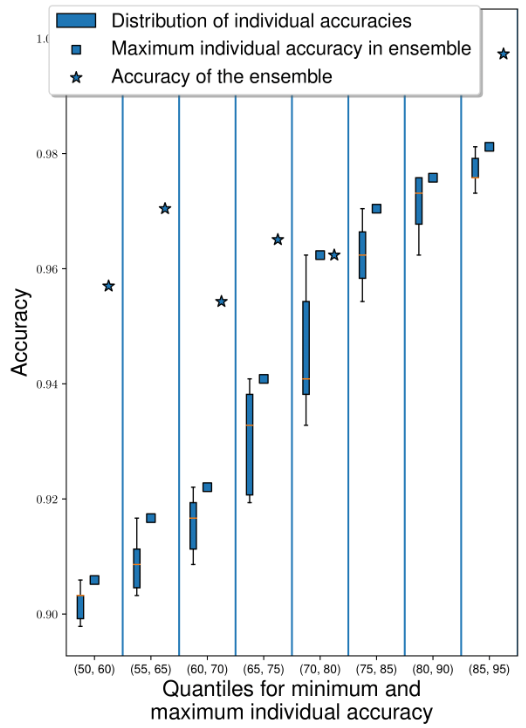 Distribution of individual accuracies
Maximum individual accuracy in ensemble
Accuracy of the ensemble
0.98
0.96
0.94
0.92
0.90
Accuracy
(50, 60) (55, 65) (60, 70) (65, 75) (70, 80) (75, 85) (80, 90) (85, 95)
Quantiles for minimum and
maximum individual accuracy